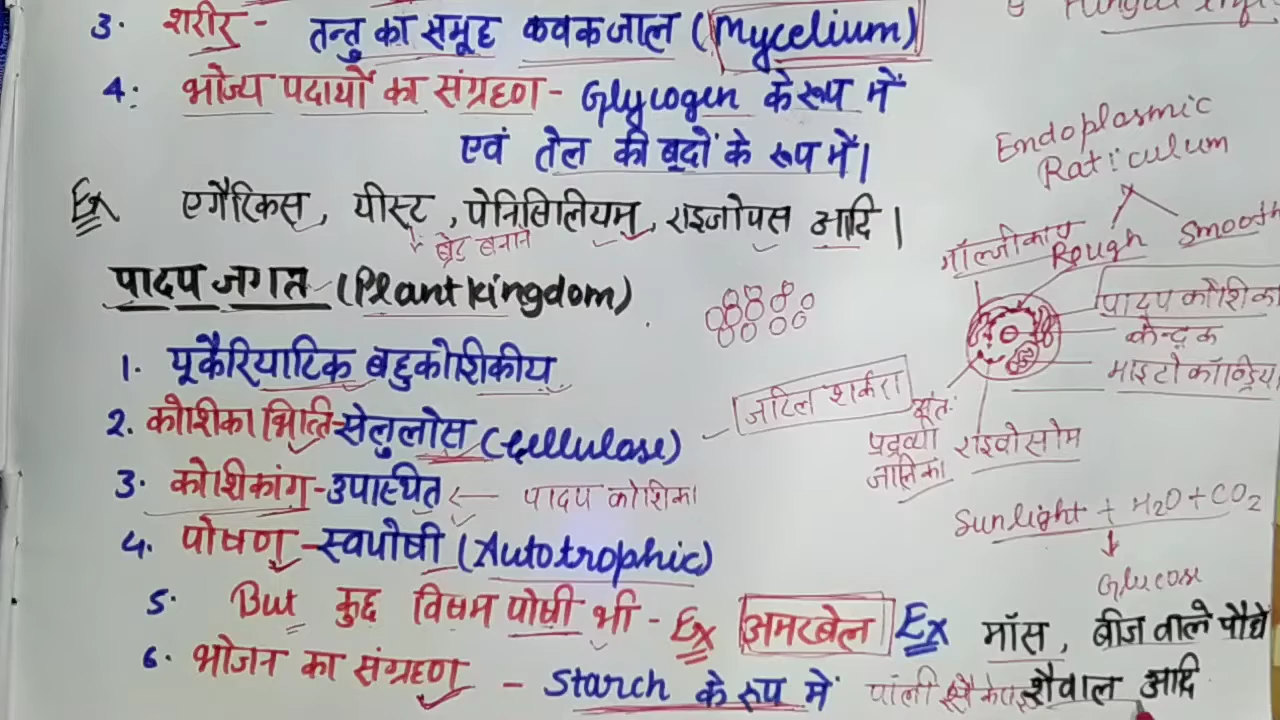 3. शरीर - तन्तु का समूह कवकजाल (Mycelium)
4. भोज्य पदार्थो का संग्रहण - Glycogen के रूप में
एवं तेल की बूदों के रूप में।
Ex एगैरिकस, यीस्ट, पेनिसिलियम, राइजोपस आदि।
ब्रेड बनाने
पादप जगत (Plant kingdom)
1. यूकैरियाटिक बहुकोशिकीय
2. कोशिका भित्ति - सेलुलोस (Cellulase)
जटिल शर्करा
3. कोशिकांग - उपास्थित ← पादप कोशिका
4. पोषण - स्वपोषी (Autotrophic)
5. But कुछ विषम पोषी भी - Ex अमरबेल Ex मॉस, बीज वाले पौधे
6. भोजन का संग्रहण - Starch के रूप में शैवाल आदि
Endoplasmic
Raticulum
Rough Smooth
पादप कोशिका
केन्द्रक
माइटोकॉन्ड्रिय
अंतः
प्रद्रव्यी
जालिका
राइबोसोम
Sunlight + H2O + CO2
Glucose